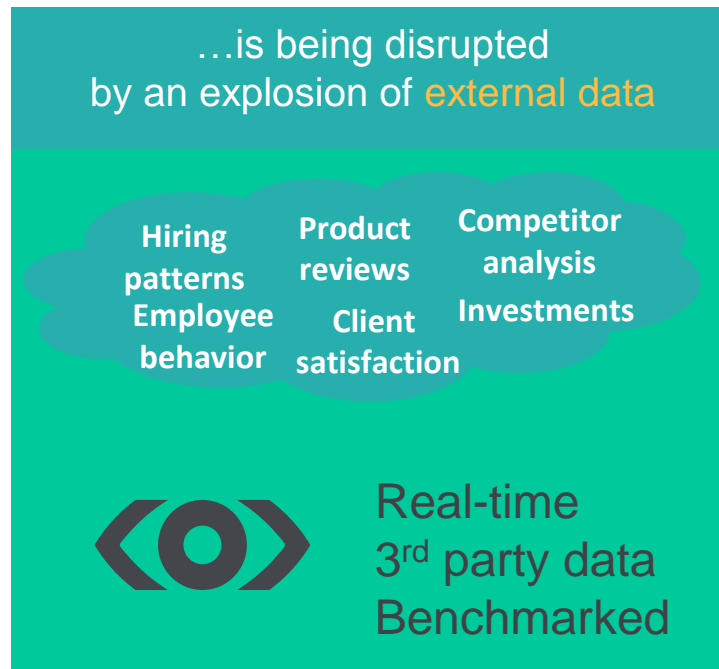 …is being disrupted
by an explosion of external data
Hiring
patterns
Product
reviews
Competitor
analysis
Employee
behavior
Client
satisfaction
Investments
Real-time
3rd party data
Benchmarked